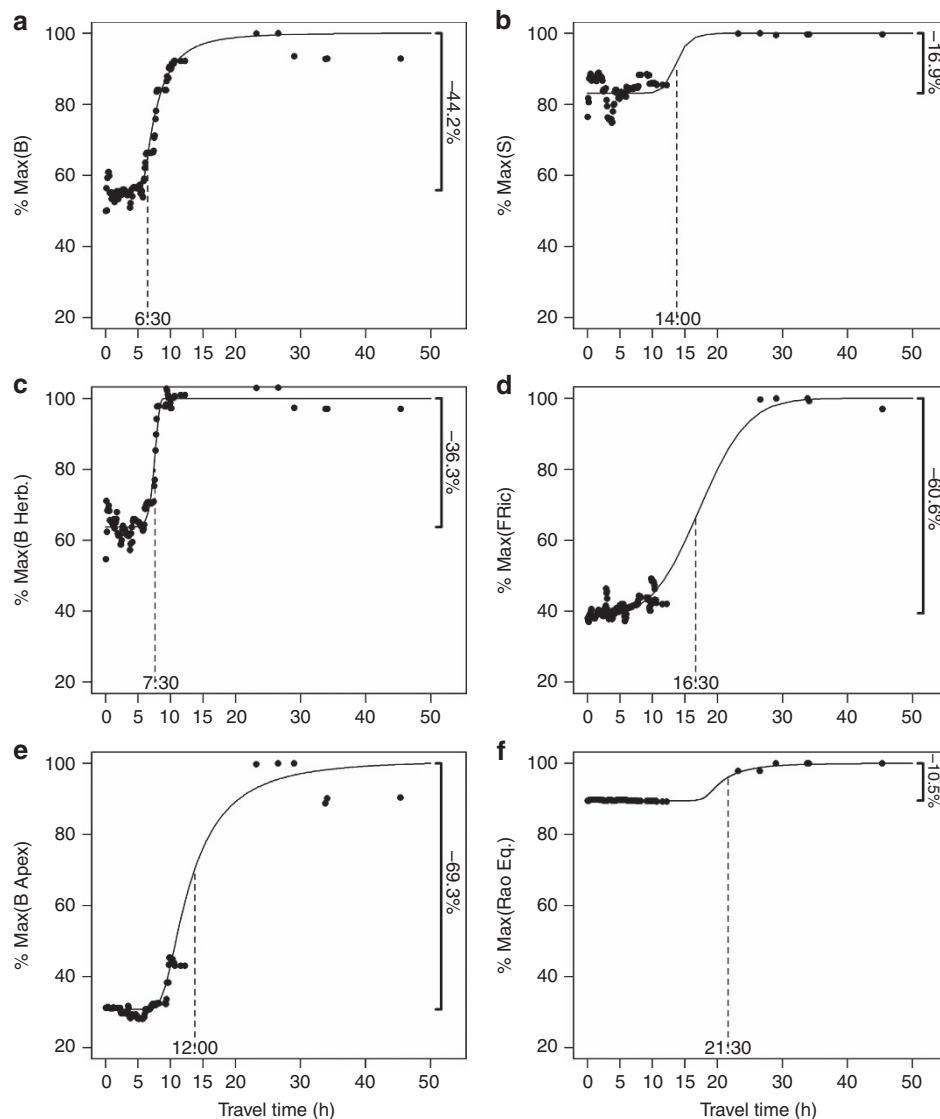 a
% Max(B)
100
80
60
40
20
−44.2%
6:30
0 5 10 15 20 30 40 50
b
% Max(S)
100
80
60
40
20
−16.9%
14:00
0 5 10 15 20 30 40 50
c
% Max(B Herb.)
100
80
60
40
20
−36.3%
7:30
0 5 10 15 20 30 40 50
d
% Max(FRic)
100
80
60
40
20
−60.6%
16:30
0 5 10 15 20 30 40 50
e
% Max(B Apex)
100
80
60
40
20
−69.3%
12:00
0 5 10 15 20 30 40 50
Travel time (h)
f
% Max(Rao Eq.)
100
80
60
40
20
−10.5%
21:30
0 5 10 15 20 30 40 50
Travel time (h)